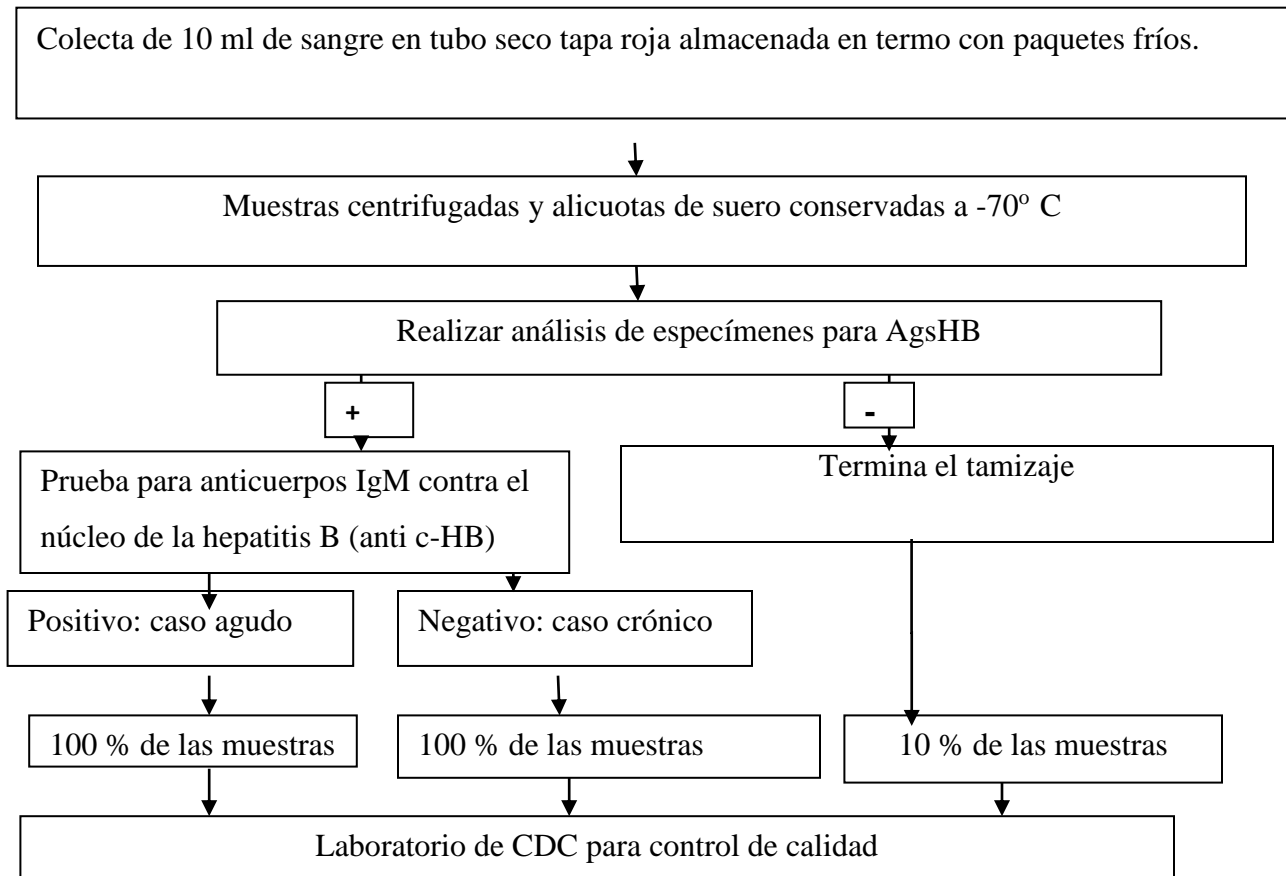 Colecta de 10 ml de sangre en tubo seco tapa roja almacenada en termo con paquetes fríos.
Muestras centrifugadas y alicuotas de suero conservadas a -70º C
Realizar análisis de especímenes para AgsHB
+
-
Prueba para anticuerpos IgM contra el
núcleo de la hepatitis B (anti c-HB)
Termina el tamizaje
Positivo: caso agudo
Negativo: caso crónico
100 % de las muestras
100 % de las muestras
10 % de las muestras
Laboratorio de CDC para control de calidad